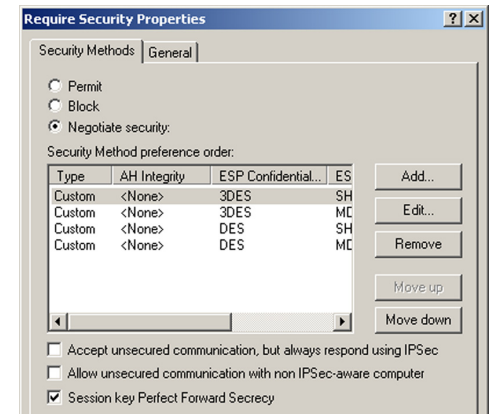 Require Security Properties
Security Methods General
Permit
Block
Negotiate security:
Security Method preference order:
Type AH Integrity ESP Confidential... ES
Custom <None> 3DES SH
Custom <None> 3DES MD
Custom <None> DES SH
Custom <None> DES MD
Add...
Edit...
Remove
Move up
Move down
Accept unsecured communication, but always respond using IPSec
Allow unsecured communication with non IPSec-aware computer
Session key Perfect Forward Secrecy